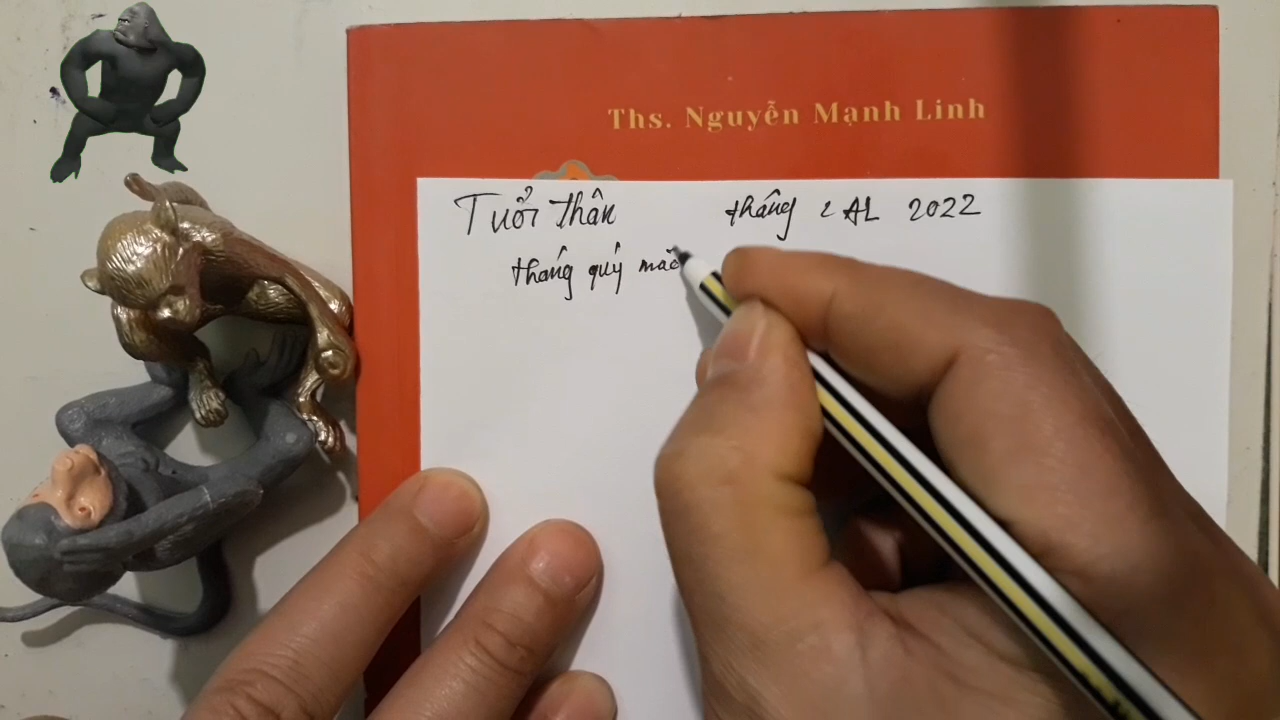 Ths. Nguyễn Mạnh Linh
Tuổi Thân tháng 2 AL 2022
tháng quý mão